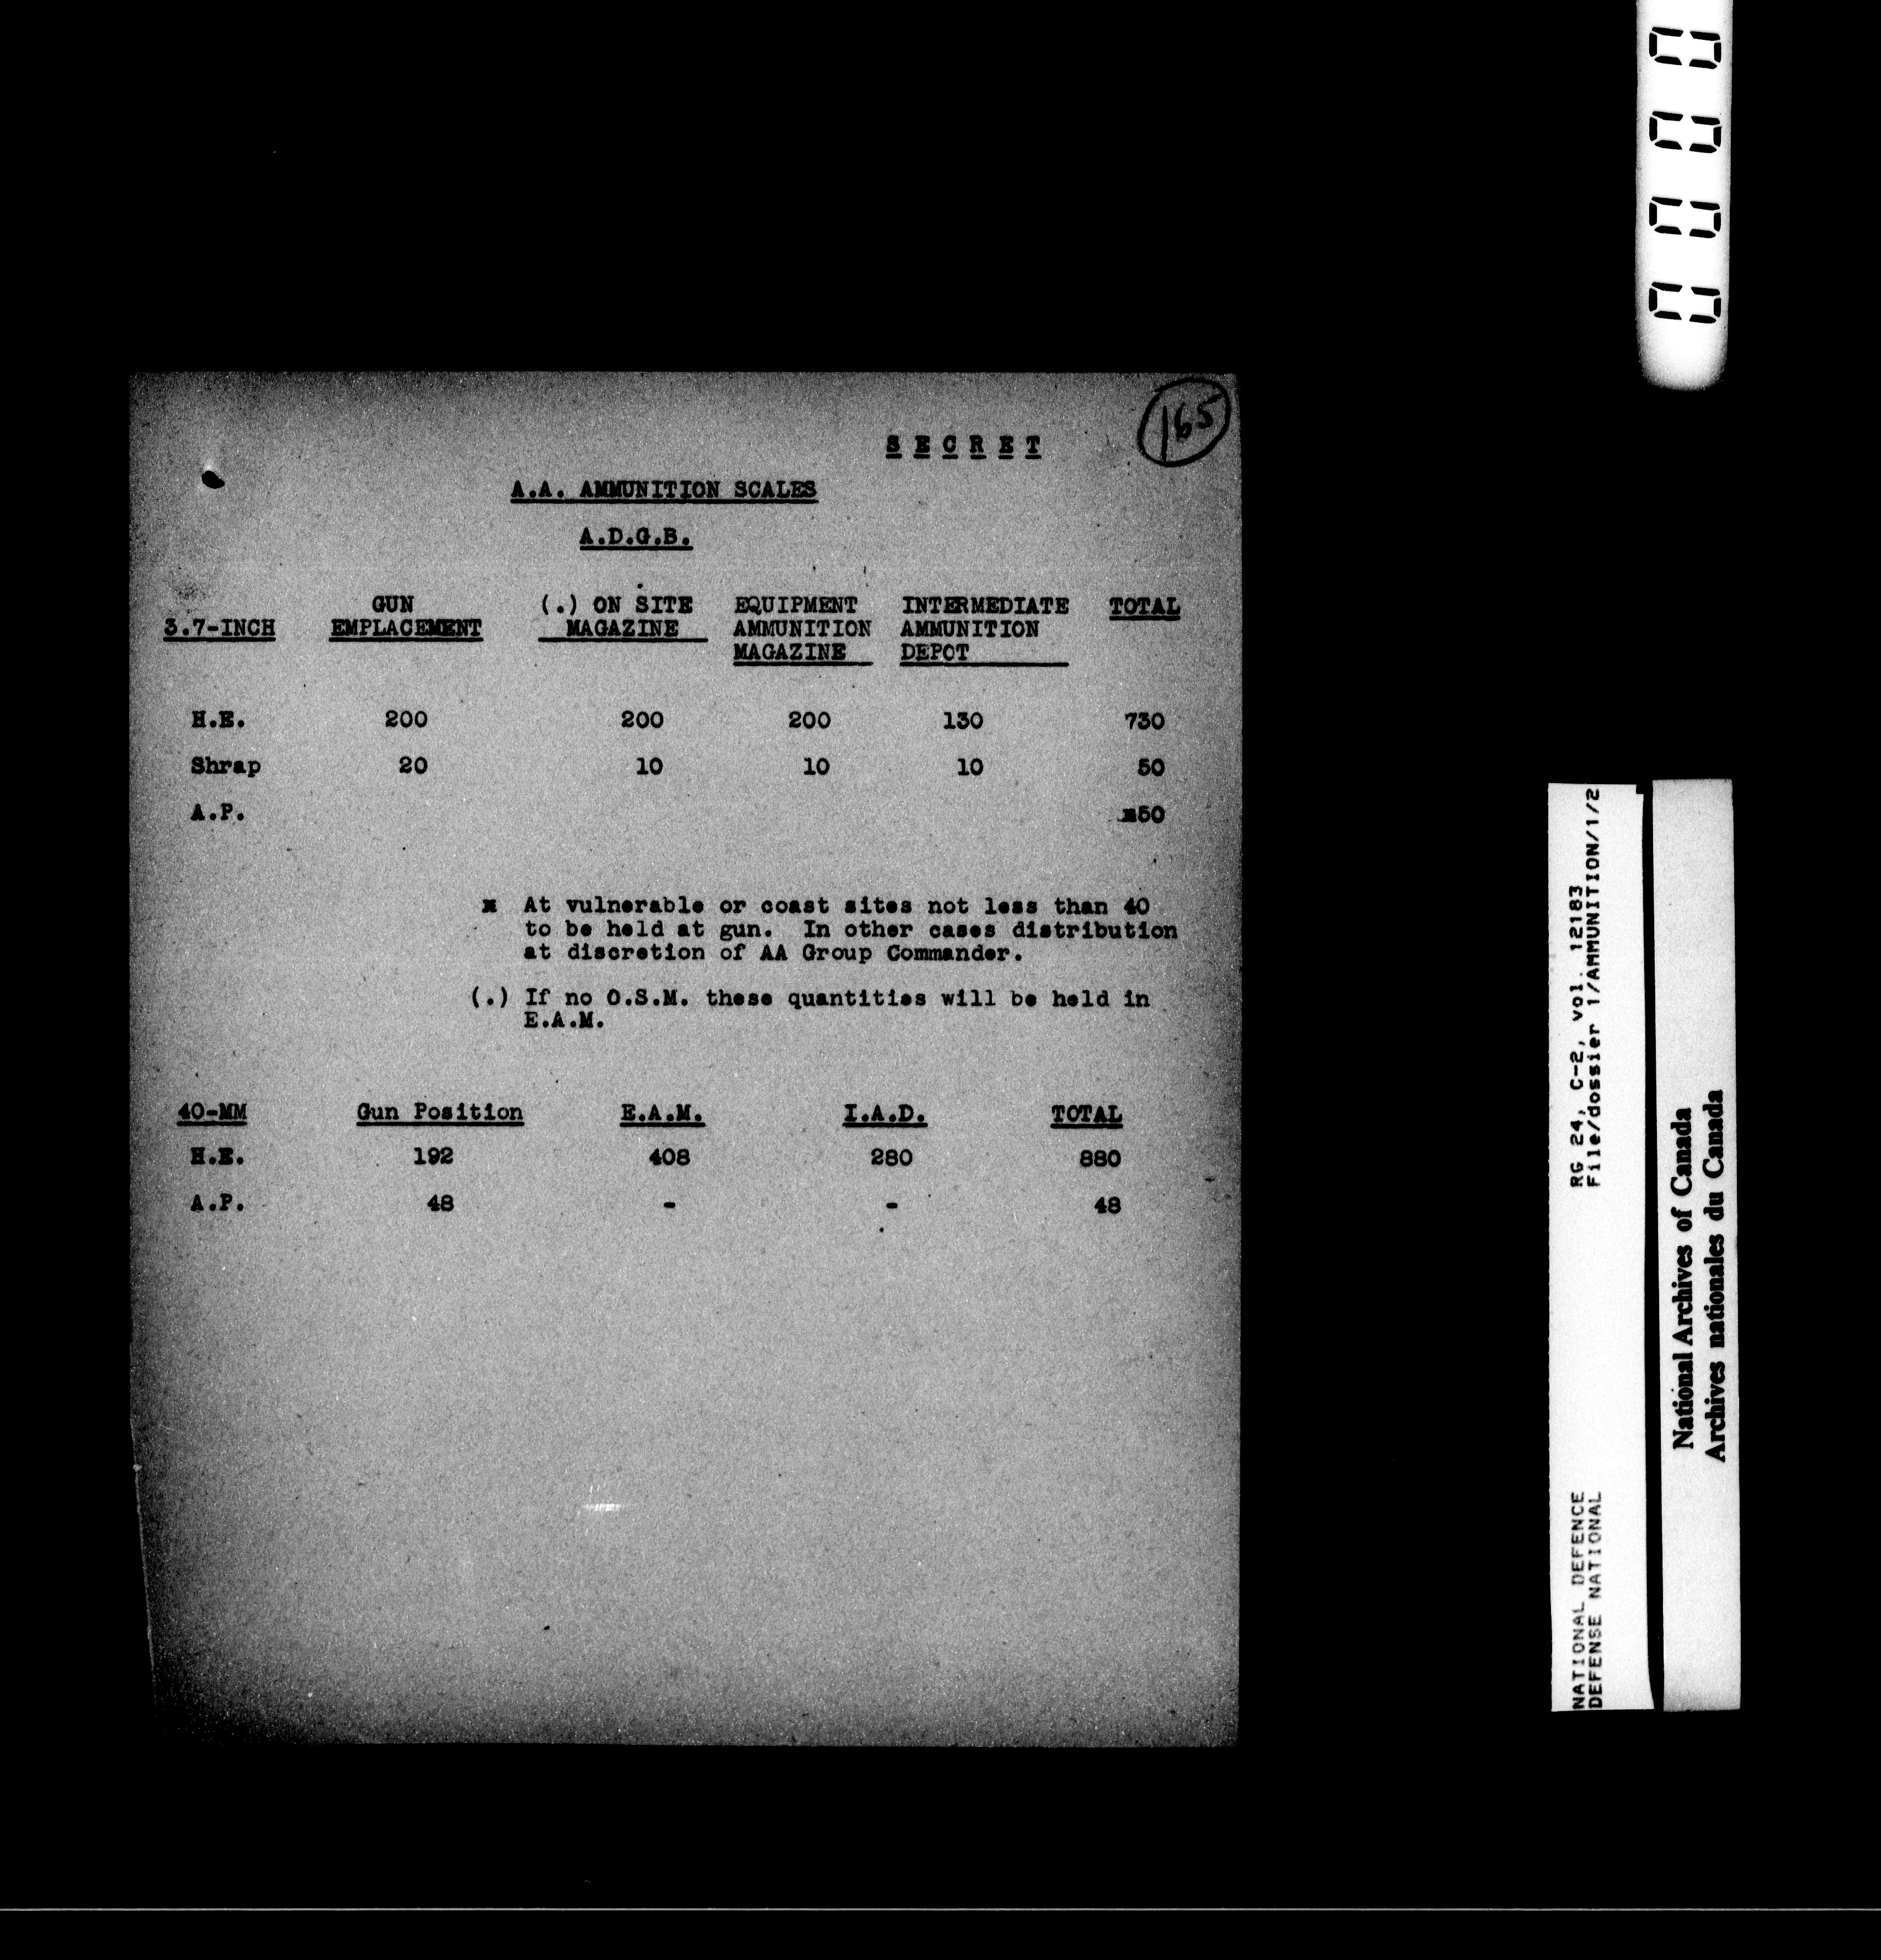 165
S E C R E T
A.A. AMMUNITION SCALES
A.D.G.B.
3.7-INCH GUN EMPLACEMENT (.) ON SITE MAGAZINE EQUIPMENT AMMUNITION MAGAZINE INTERMEDIATE AMMUNITION DEPOT TOTAL
H.E. 200 200 200 130 730
Shrap 20 10 10 10 50
A.P. x50
x At vulnerable or coast sites not less than 40
to be held at gun. In other cases distribution
at discretion of AA Group Commander.
(.) If no O.S.M. these quantities will be held in
E.A.M.
40-MM Gun Position E.A.M. I.A.D. TOTAL
H.E. 192 408 280 880
A.P. 48 - - 48
0000
NATIONAL DEFENCE RG 24, C-2, vol. 12183
DEFENSE NATIONAL File/dossier 1/AMMUNITION/1/2
National Archives of Canada
Archives nationales du Canada